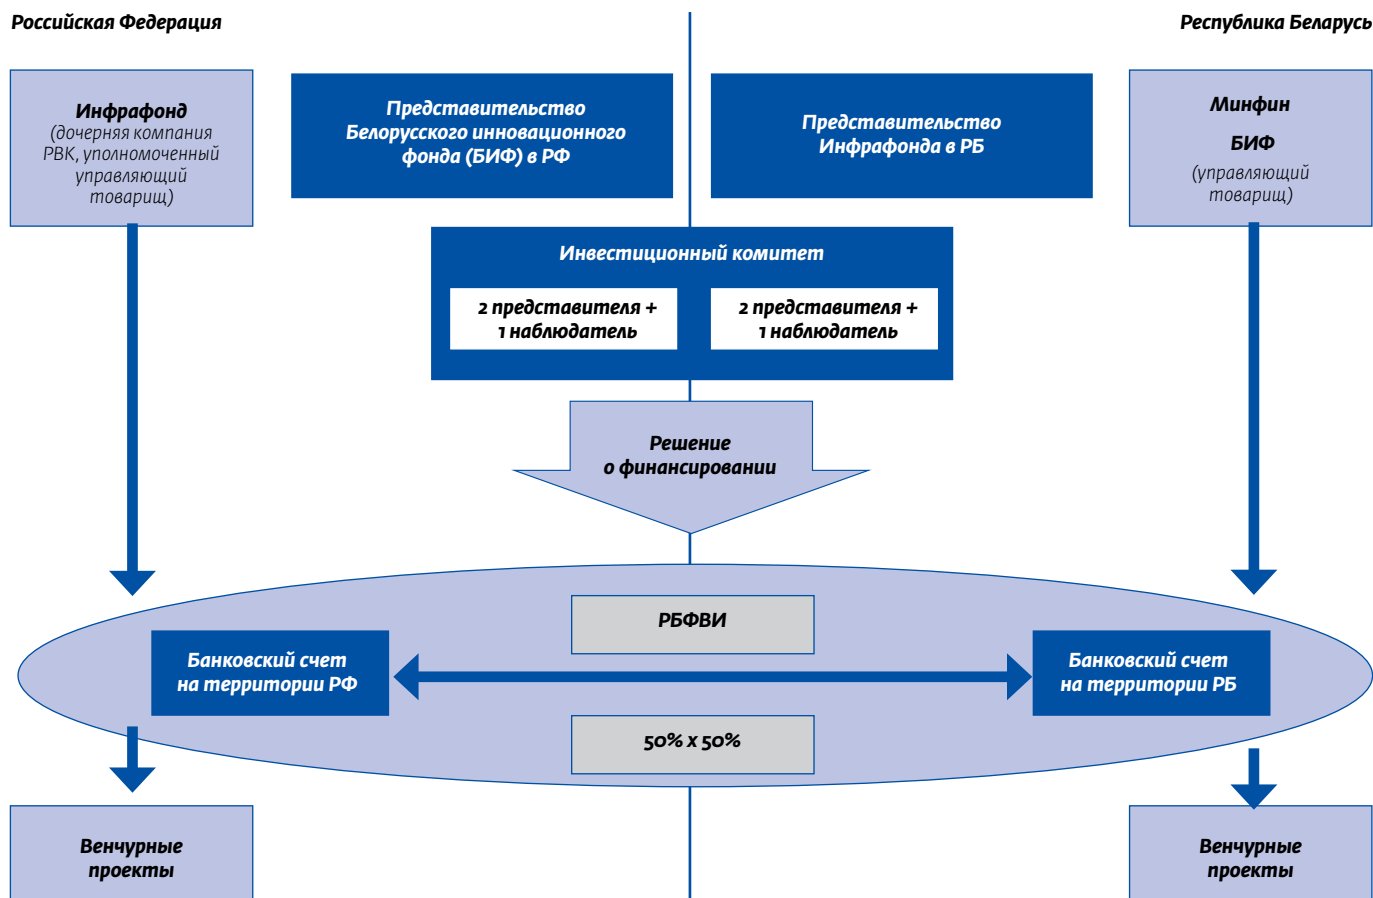 Российская Федерация
Республика Беларусь
Инфрафонд
(дочерняя компания
РВК, уполномоченный
управляющий
товарищ)
Представительство
Белорусского инновационного
фонда (БИФ) в РФ
Представительство
Инфрафонда в РБ
Минфин
БИФ
(управляющий
товарищ)
Инвестиционный комитет
2 представителя +
1 наблюдатель
2 представителя +
1 наблюдатель
Решение
о финансировании
РБФВИ
Банковский счет
на территории РФ
Банковский счет
на территории РБ
50% x 50%
Венчурные
проекты
Венчурные
проекты